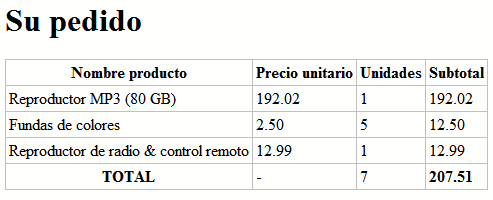 Su pedido
Nombre producto Precio unitario Unidades Subtotal
Reproductor MP3 (80 GB) 192.02 1 192.02
Fundas de colores 2.50 5 12.50
Reproductor de radio & control remoto 12.99 1 12.99
TOTAL - 7 207.51